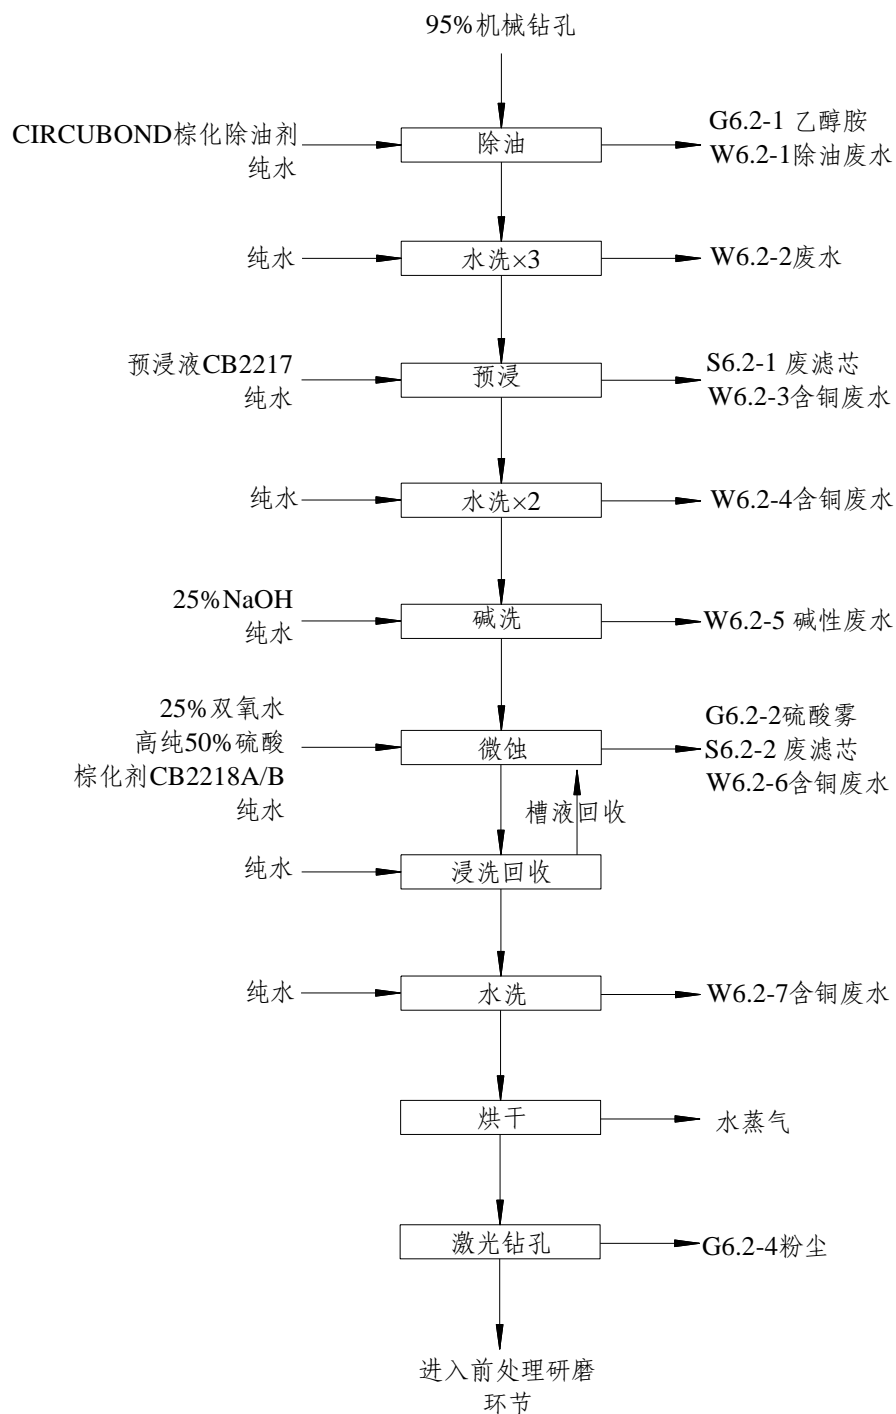 95%机械钻孔
CIRCUBOND棕化除油剂
纯水
除油
G6.2-1 乙醇胺
W6.2-1除油废水
纯水
水洗×3
W6.2-2废水
预浸液CB2217
纯水
预浸
S6.2-1 废滤芯
W6.2-3含铜废水
纯水
水洗×2
W6.2-4含铜废水
25%NaOH
纯水
碱洗
W6.2-5 碱性废水
25%双氧水
高纯50%硫酸
棕化剂CB2218A/B
纯水
微蚀
G6.2-2硫酸雾
S6.2-2 废滤芯
W6.2-6含铜废水
槽液回收
纯水
浸洗回收
纯水
水洗
W6.2-7含铜废水
烘干
水蒸气
激光钻孔
G6.2-4粉尘
进入前处理研磨
环节